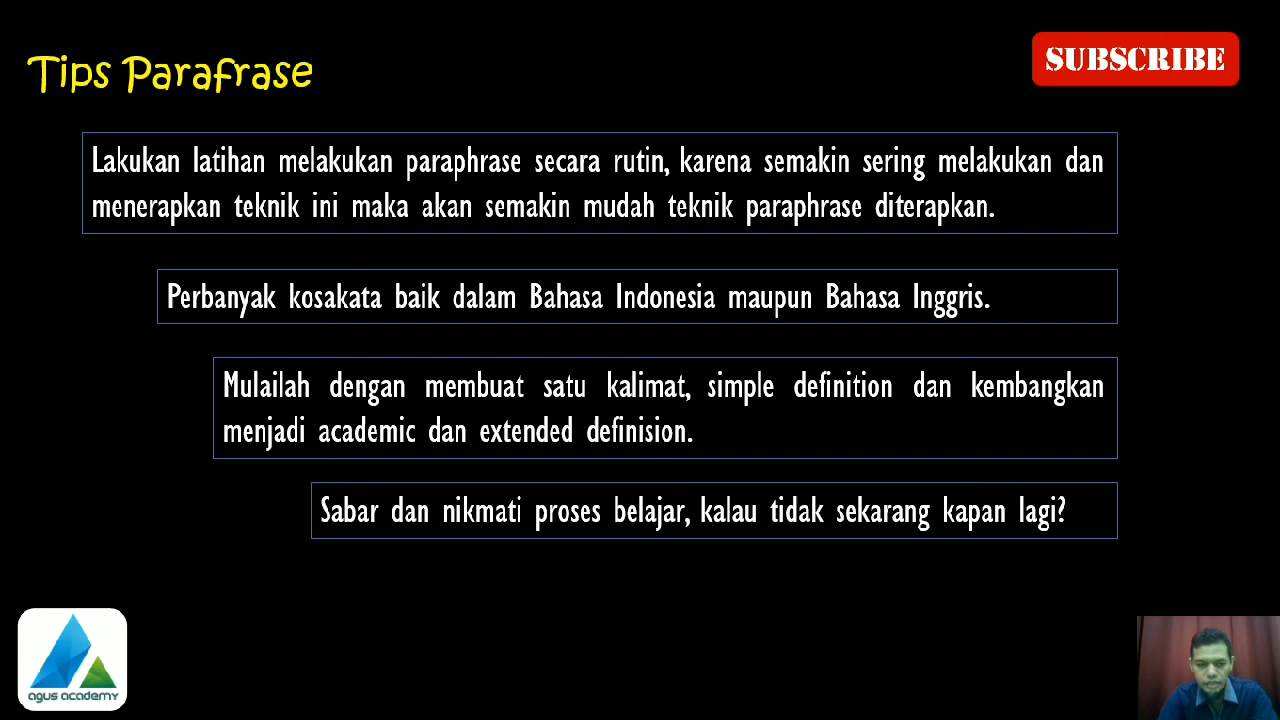 Tips Parafrase
SUBSCRIBE
Lakukan latihan melakukan paraphrase secara rutin, karena semakin sering melakukan dan
menerapkan teknik ini maka akan semakin mudah teknik paraphrase diterapkan.
Perbanyak kosakata baik dalam Bahasa Indonesia maupun Bahasa Inggris.
Mulailah dengan membuat satu kalimat, simple definition dan kembangkan
menjadi academic dan extended definision.
Sabar dan nikmati proses belajar, kalau tidak sekarang kapan lagi?
agus academy